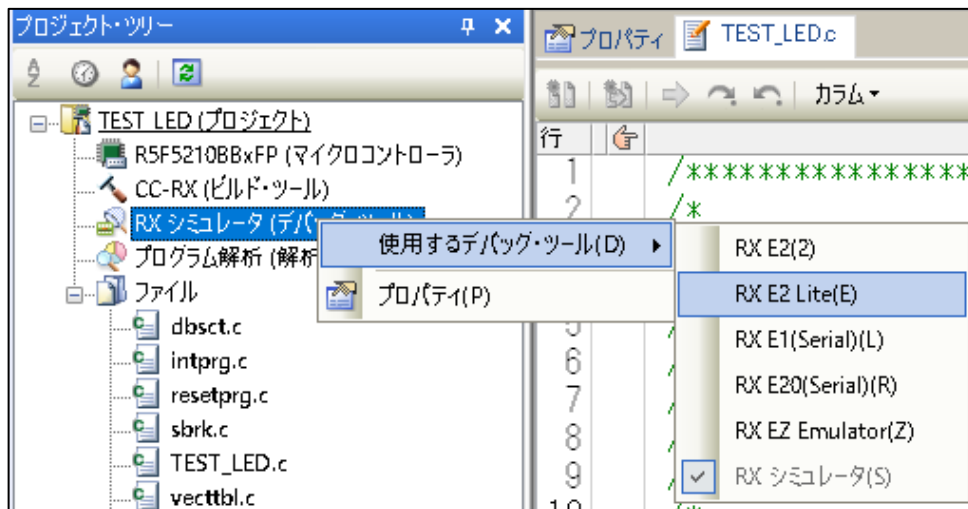 プロジェクト・ツリー
TEST_LED (プロジェクト)
R5F5210BBxFP (マイクロコントローラ)
CC-RX (ビルド・ツール)
RX シミュレータ (デバッグ・ツール)
プログラム解析 (解析
ファイル
dbsct.c
intprg.c
resetprg.c
sbrk.c
TEST_LED.c
vecttbl.c
使用するデバッグ・ツール(D)
プロパティ(P)
RX E2(2)
RX E2 Lite(E)
RX E1(Serial)(L)
RX E20(Serial)(R)
RX EZ Emulator(Z)
RX シミュレータ(S)
プロパティ
TEST_LED.c
カラム
行
1 /****************
2 /*
5
6
7
8
9
10 /*